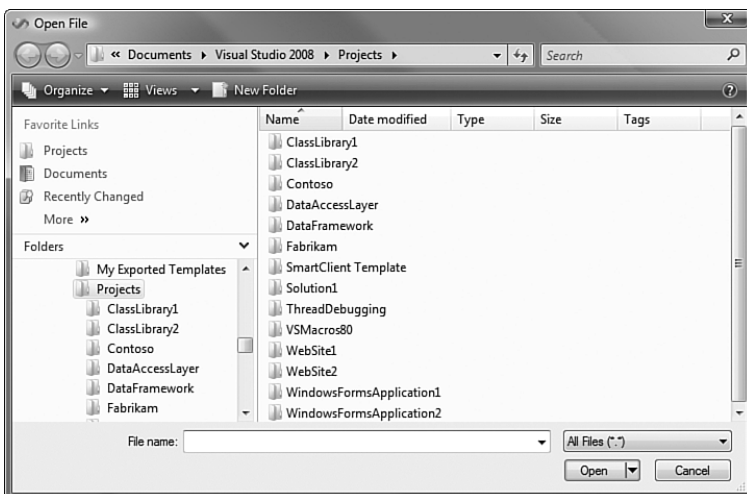 Open File
« Documents ▸ Visual Studio 2008 ▸ Projects ▸
Search
Organize Views New Folder
Favorite Links
Projects
Documents
Recently Changed
More »
Folders
My Exported Templates
Projects
ClassLibrary1
ClassLibrary2
Contoso
DataAccessLayer
DataFramework
Fabrikam
Name Date modified Type Size Tags
ClassLibrary1
ClassLibrary2
Contoso
DataAccessLayer
DataFramework
Fabrikam
SmartClient Template
Solution1
ThreadDebugging
VSMacros80
WebSite1
WebSite2
WindowsFormsApplication1
WindowsFormsApplication2
File name:
All Files (*.*)
Open
Cancel